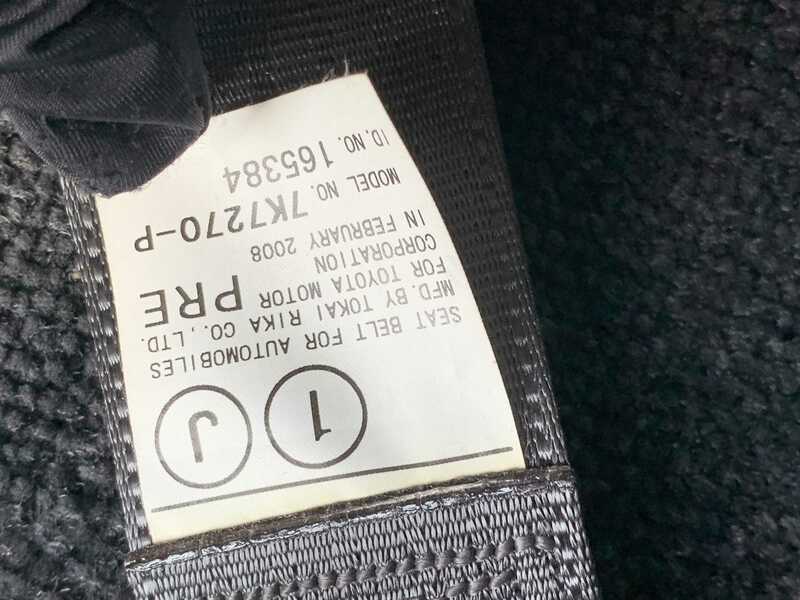 1 J
SEAT BELT FOR AUTOMOBILES
MFD. BY TOKAI RIKA CO., LTD.
FOR TOYOTA MOTOR PRE
CORPORATION
IN FEBRUARY 2008
MODEL NO. 7K7270-P
ID. NO. 165384